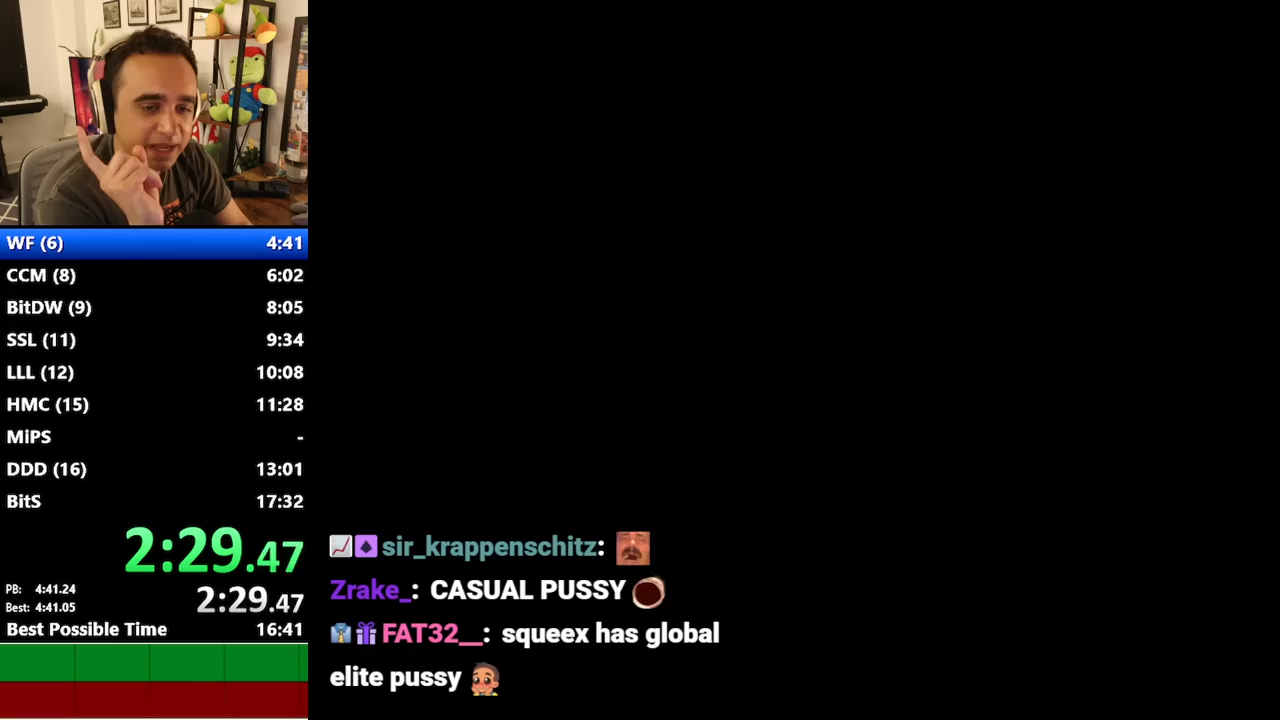 WF (6) 4:41
CCM (8) 6:02
BitDW (9) 8:05
SSL (11) 9:34
LLL (12) 10:08
HMC (15) 11:28
MiPS -
DDD (16) 13:01
BitS 17:32
2:29.47
PB: 4:41.24
Best: 4:41.05
2:29.47
Best Possible Time 16:41
sir_krappenschitz:
Zrake_: CASUAL PUSSY
FAT32__: squeex has global
elite pussy